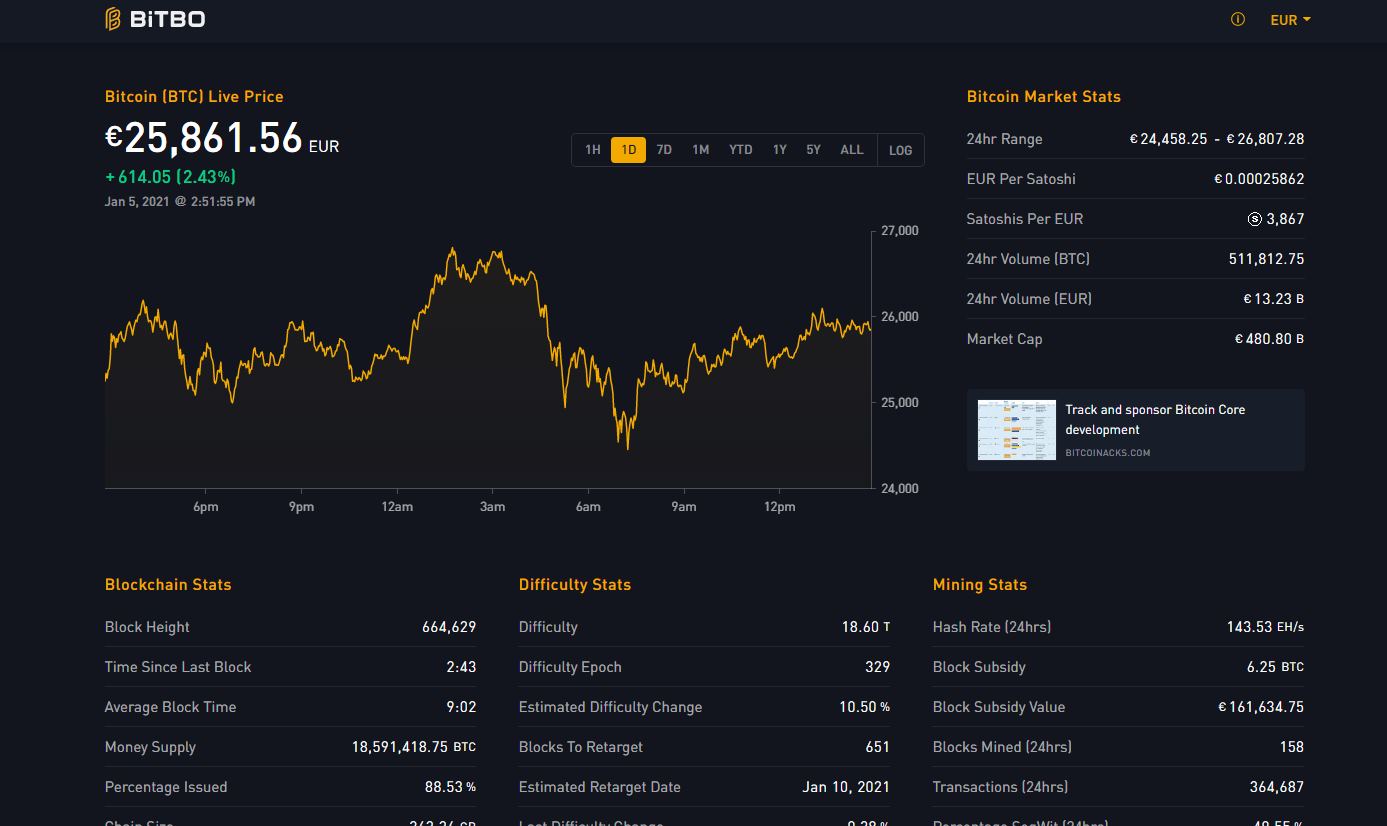 BiTBO
EUR
Bitcoin (BTC) Live Price
€25,861.56 EUR
+614.05 (2.43%)
Jan 5, 2021 @ 2:51:55 PM
1H 1D 7D 1M YTD 1Y 5Y ALL LOG
27,000
26,000
25,000
24,000
6pm 9pm 12am 3am 6am 9am 12pm
Bitcoin Market Stats
24hr Range €24,458.25 - €26,807.28
EUR Per Satoshi €0.00025862
Satoshis Per EUR Ⓢ 3,867
24hr Volume (BTC) 511,812.75
24hr Volume (EUR) €13.23 B
Market Cap €480.80 B
Track and sponsor Bitcoin Core
development
BITCOINACKS.COM
Blockchain Stats
Block Height 664,629
Time Since Last Block 2:43
Average Block Time 9:02
Money Supply 18,591,418.75 BTC
Percentage Issued 88.53 %
Difficulty Stats
Difficulty 18.60 T
Difficulty Epoch 329
Estimated Difficulty Change 10.50 %
Blocks To Retarget 651
Estimated Retarget Date Jan 10, 2021
Mining Stats
Hash Rate (24hrs) 143.53 EH/s
Block Subsidy 6.25 BTC
Block Subsidy Value €161,634.75
Blocks Mined (24hrs) 158
Transactions (24hrs) 364,687